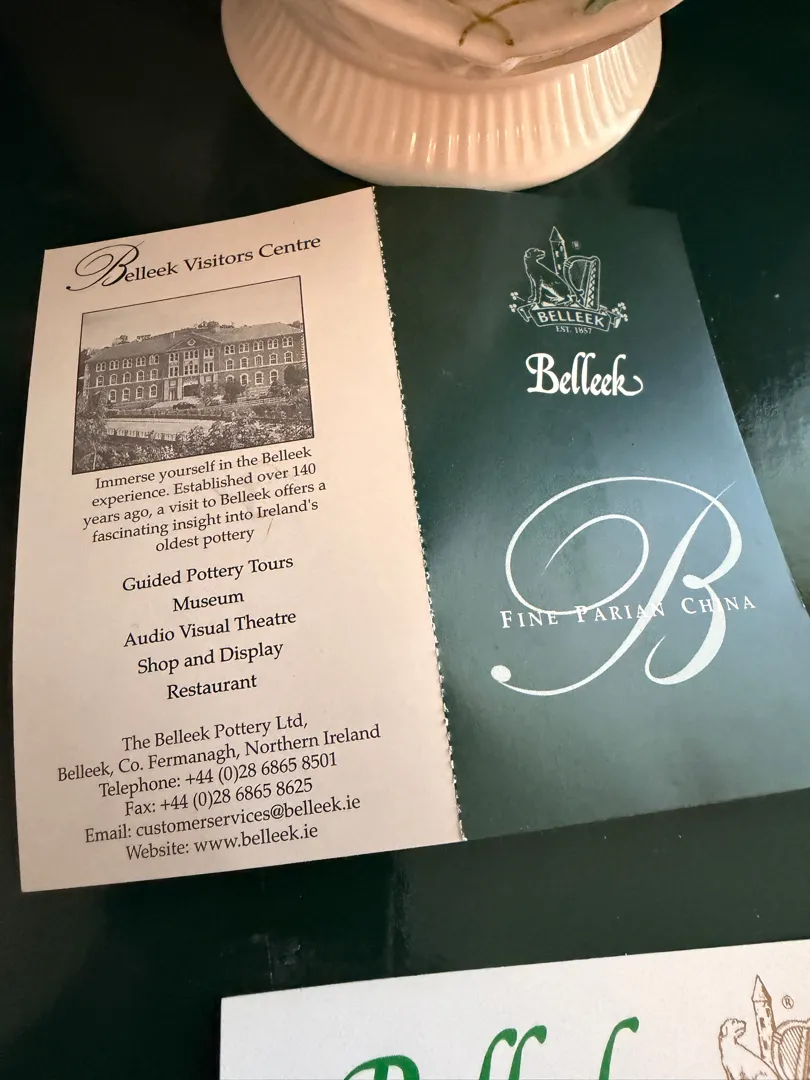 Belleek Visitors Centre
Immerse yourself in the Belleek
experience. Established over 140
years ago, a visit to Belleek offers a
fascinating insight into Ireland's
oldest pottery
Guided Pottery Tours
Museum
Audio Visual Theatre
Shop and Display
Restaurant
The Belleek Pottery Ltd,
Belleek, Co. Fermanagh, Northern Ireland
Telephone: +44 (0)28 6865 8501
Fax: +44 (0)28 6865 8625
Email: customerservices@belleek.ie
Website: www.belleek.ie
®
BELLEEK
EST. 1857
Belleek
B
FINE PARIAN CHINA
Belleek
®